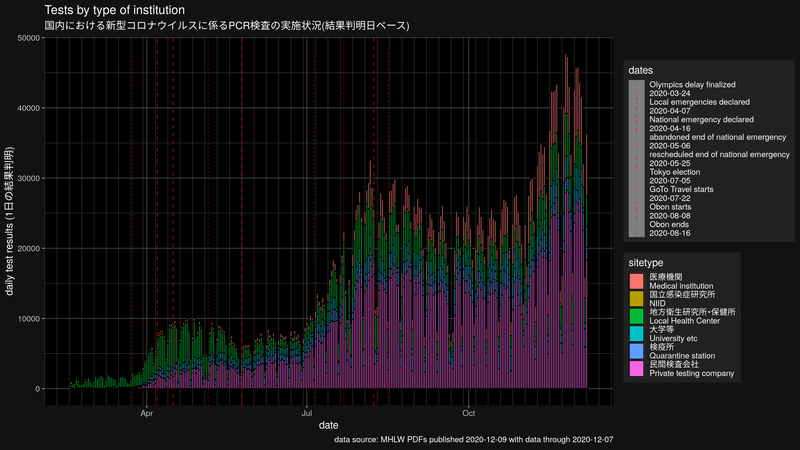 Tests by type of institution
国内における新型コロナウイルスに係るPCR検査の実施状況(結果判明日ベース)
daily test results (1日の結果判明)
50000
40000
30000
20000
10000
0
Apr
Jul
Oct
date
data source: MHLW PDFs published 2020-12-09 with data through 2020-12-07
dates
Olympics delay finalized
2020-03-24
Local emergencies declared
2020-04-07
National emergency declared
2020-04-16
abandoned end of national emergency
2020-05-06
rescheduled end of national emergency
2020-05-25
Tokyo election
2020-07-05
GoTo Travel starts
2020-07-22
Obon starts
2020-08-08
Obon ends
2020-08-16
sitetype
医療機関
Medical institution
国立感染症研究所
NIID
地方衛生研究所・保健所
Local Health Center
大学等
University etc
検疫所
Quarantine station
民間検査会社
Private testing company